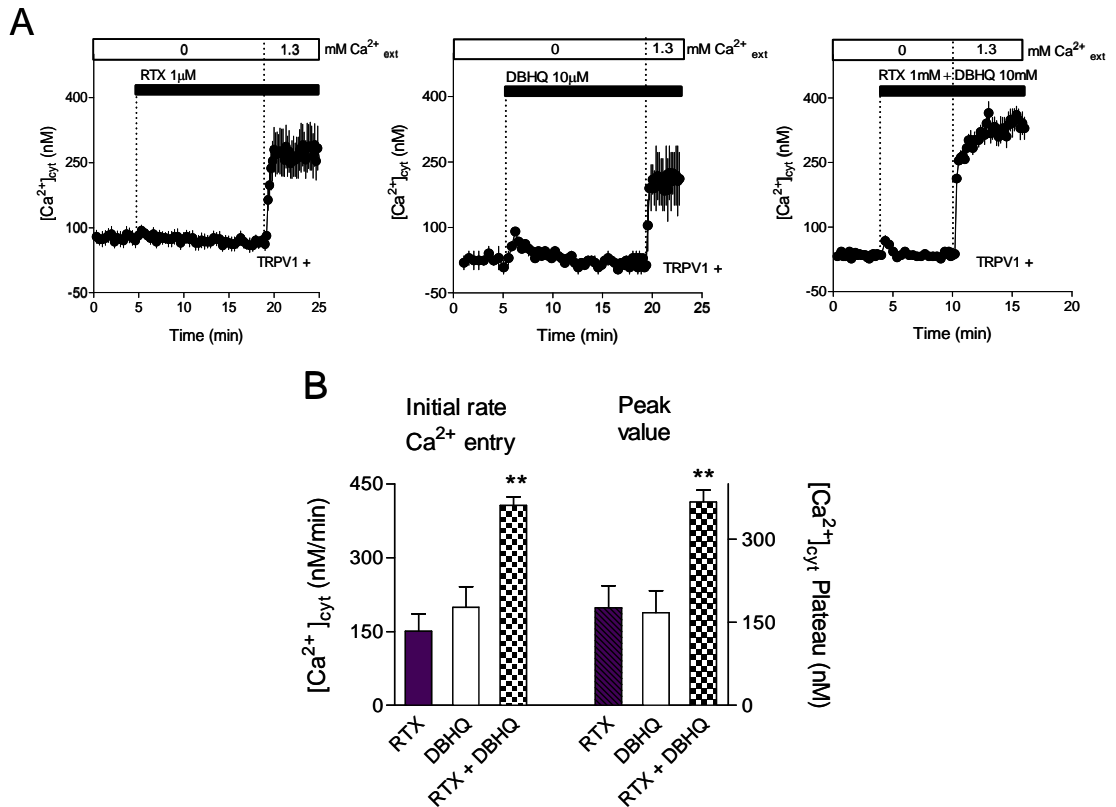 A
0 1.3 mM Ca2+ ext
RTX 1µM
400
250
100
-50
[Ca2+]cyt (nM)
TRPV1 +
0 5 10 15 20 25
Time (min)
0 1.3 mM Ca2+ ext
DBHQ 10µM
400
250
100
-50
[Ca2+]cyt (nM)
TRPV1 +
0 5 10 15 20 25
Time (min)
0 1.3 mM Ca2+ ext
RTX 1mM + DBHQ 10mM
400
250
100
-50
[Ca2+]cyt (nM)
TRPV1 +
0 5 10 15 20
Time (min)
B
Initial rate
Ca2+ entry
Peak
value
** **
450
300
150
0
[Ca2+]cyt (nM/min)
300
150
0
[Ca2+]cyt Plateau (nM)
RTX
DBHQ
RTX + DBHQ
RTX
DBHQ
RTX + DBHQ